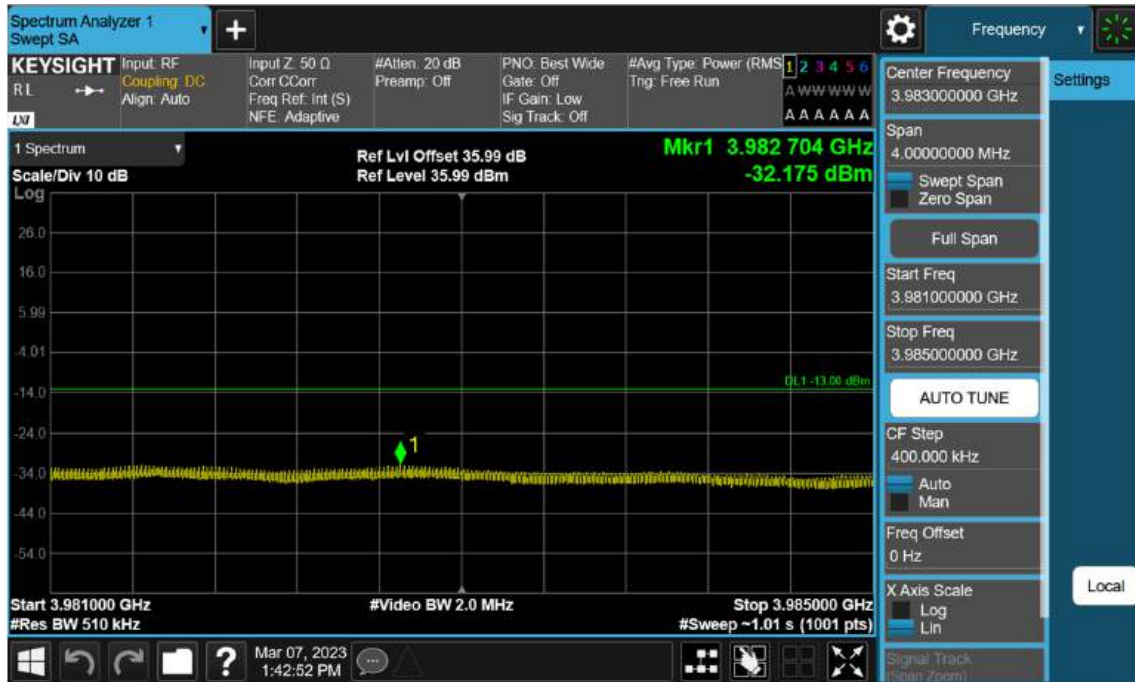 Spectrum Analyzer 1
Swept SA
Frequency
KEYSIGHT
RL
LXI
Input: RF
Coupling: DC
Align: Auto
Input Z: 50 Ω
Corr CCorr
Freq Ref: Int (S)
NFE: Adaptive
#Atten: 20 dB
Preamp: Off
PNO: Best Wide
Gate: Off
IF Gain: Low
Sig Track: Off
#Avg Type: Power (RMS
Trig: Free Run
1 2 3 4 5 6
A W W W W W
A A A A A A
1 Spectrum
Scale/Div 10 dB
Log
Ref Lvl Offset 35.99 dB
Ref Level 35.99 dBm
Mkr1 3.982 704 GHz
-32.175 dBm
26.0
16.0
5.99
-4.01
DL1 -13.00 dBm
-14.0
-24.0
1
-34.0
-44.0
-54.0
Start 3.981000 GHz
#Res BW 510 kHz
#Video BW 2.0 MHz
Stop 3.985000 GHz
#Sweep ~1.01 s (1001 pts)
Center Frequency
3.983000000 GHz
Settings
Span
4.00000000 MHz
Swept Span
Zero Span
Full Span
Start Freq
3.981000000 GHz
Stop Freq
3.985000000 GHz
AUTO TUNE
CF Step
400.000 kHz
Auto
Man
Freq Offset
0 Hz
X Axis Scale
Log
Lin
Local
Signal Track
(Span Zoom)
?
Mar 07, 2023
1:42:52 PM